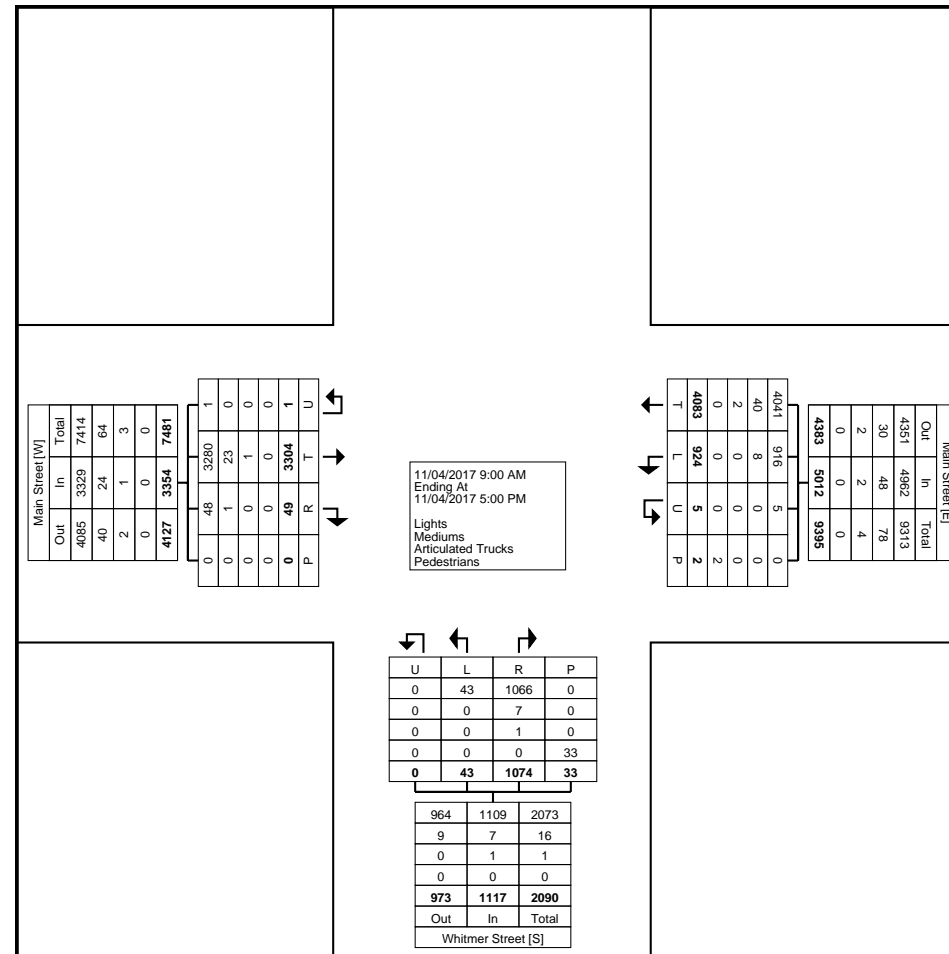 Main Street [W]
Total 7414 64 3 0 7481
In 3329 24 1 0 3354
Out 4085 40 2 0 4127
1 0 0 0 1 U
3280 23 1 0 3304 T
48 1 0 0 49 R
0 0 0 0 0 P
11/04/2017 9:00 AM
Ending At
11/04/2017 5:00 PM
Lights
Mediums
Articulated Trucks
Pedestrians
T 4083 0 2 40 4041
L 924 0 0 8 916
U 5 0 0 0 5
P 2 2 0 0 0
4383 0 2 30 4351 Out
5012 0 2 48 4962 In
9395 0 4 78 9313 Total
Main Street [E]
U L R P
0 43 1066 0
0 0 7 0
0 0 1 0
0 0 0 33
0 43 1074 33
964 1109 2073
9 7 16
0 1 1
0 0 0
973 1117 2090
Out In Total
Whitmer Street [S]